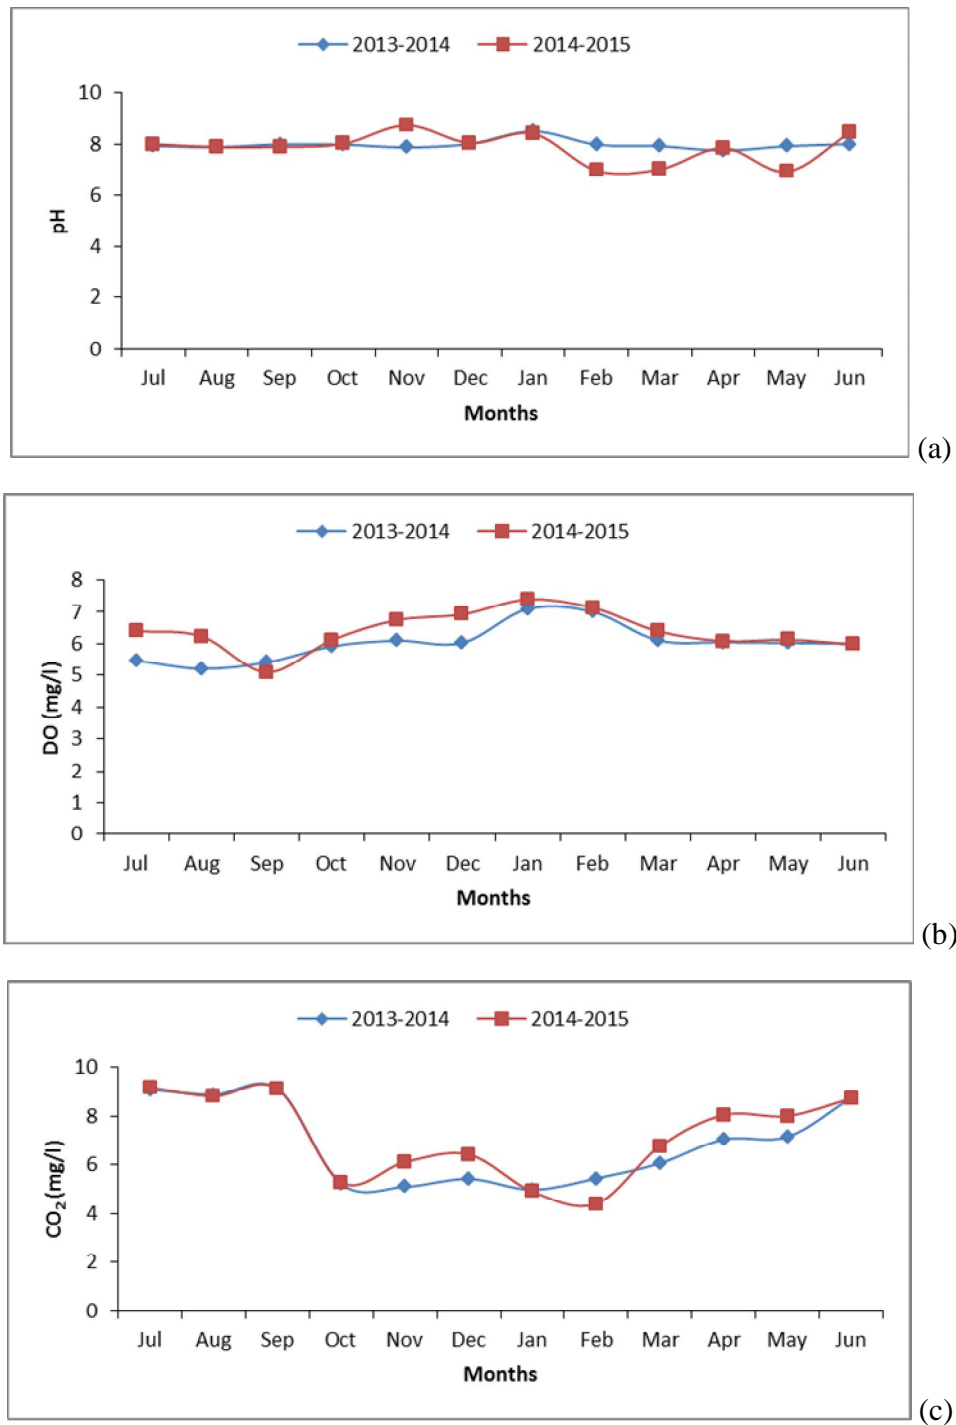 2013-2014 2014-2015
10
8
6
4
2
0
pH
Jul Aug Sep Oct Nov Dec Jan Feb Mar Apr May Jun
Months
(a)
2013-2014 2014-2015
8
7
6
5
4
3
2
1
0
DO (mg/l)
Jul Aug Sep Oct Nov Dec Jan Feb Mar Apr May Jun
Months
(b)
2013-2014 2014-2015
10
8
6
4
2
0
CO₂(mg/l)
Jul Aug Sep Oct Nov Dec Jan Feb Mar Apr May Jun
Months
(c)